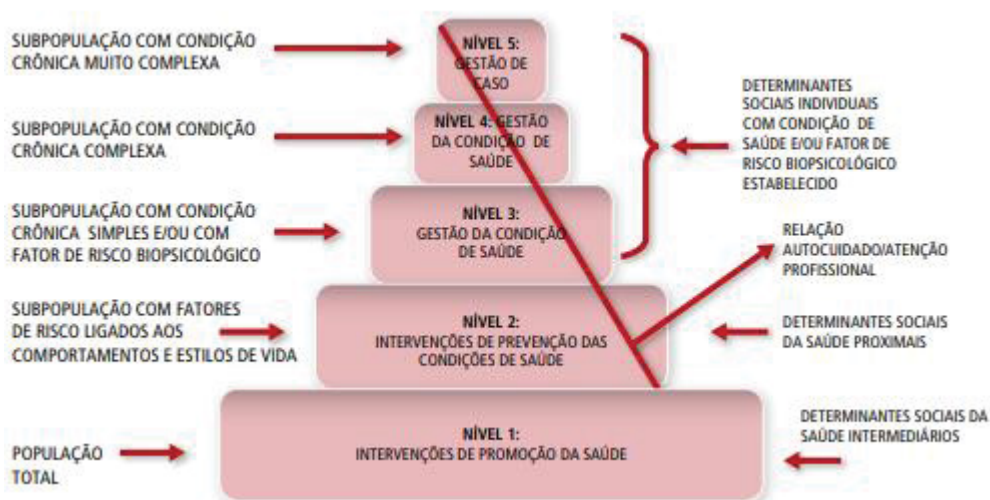 SUBPOPULAÇÃO COM CONDIÇÃO
CRÔNICA MUITO COMPLEXA
SUBPOPULAÇÃO COM CONDIÇÃO
CRÔNICA COMPLEXA
SUBPOPULAÇÃO COM CONDIÇÃO
CRÔNICA SIMPLES E/OU COM
FATOR DE RISCO BIOPSICOLÓGICO
SUBPOPULAÇÃO COM FATORES
DE RISCO LIGADOS AOS
COMPORTAMENTOS E ESTILOS DE VIDA
POPULAÇÃO
TOTAL
NÍVEL 5:
GESTÃO DE
CASO
NÍVEL 4: GESTÃO
DA CONDIÇÃO DE
SAÚDE
NÍVEL 3:
GESTÃO DA CONDIÇÃO
DE SAÚDE
NÍVEL 2:
INTERVENÇÕES DE PREVENÇÃO DAS
CONDIÇÕES DE SAÚDE
NÍVEL 1:
INTERVENÇÕES DE PROMOÇÃO DA SAÚDE
DETERMINANTES
SOCIAIS INDIVIDUAIS
COM CONDIÇÃO DE
SAÚDE E/OU FATOR DE
RISCO BIOPSICOLÓGICO
ESTABELECIDO
RELAÇÃO
AUTOCUIDADO/ATENÇÃO
PROFISSIONAL
DETERMINANTES SOCIAIS
DA SAÚDE PROXIMAIS
DETERMINANTES SOCIAIS DA
SAÚDE INTERMEDIÁRIOS